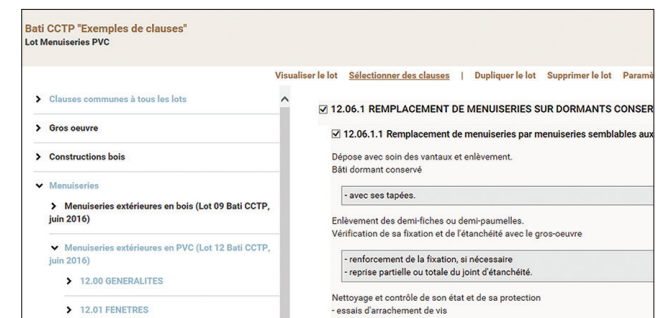 Bati CCTP "Exemples de clauses"
Lot Menuiseries PVC
Visualiser le lot Sélectionner des clauses | Dupliquer le lot Supprimer le lot Paramè
Clauses communes à tous les lots
Gros oeuvre
Constructions bois
Menuiseries
Menuiseries extérieures en bois (Lot 09 Bati CCTP,
juin 2016)
Menuiseries extérieures en PVC (Lot 12 Bati CCTP,
juin 2016)
12.00 GENERALITES
12.01 FENETRES
12.06.1 REMPLACEMENT DE MENUISERIES SUR DORMANTS CONSER
12.06.1.1 Remplacement de menuiseries par menuiseries semblables aux
Dépose avec soin des vantaux et enlèvement.
Bâti dormant conservé
- avec ses tapées.
Enlèvement des demi-fiches ou demi-paumelles.
Vérification de sa fixation et de l'étanchéité avec le gros-oeuvre
- renforcement de la fixation, si nécessaire
- reprise partielle ou totale du joint d'étanchéité.
Nettoyage et contrôle de son état et de sa protection
- essais d'arrachement de vis